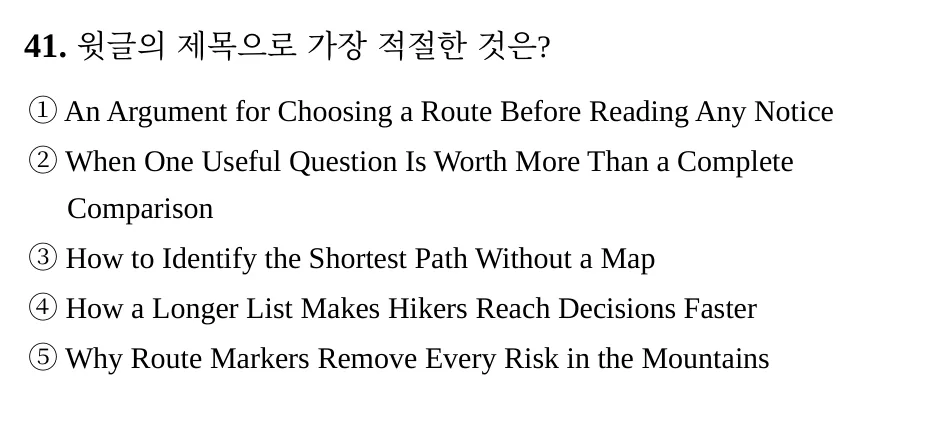 41. 윗글의 제목으로 가장 적절한 것은?
① An Argument for Choosing a Route Before Reading Any Notice
② When One Useful Question Is Worth More Than a Complete
Comparison
③ How to Identify the Shortest Path Without a Map
④ How a Longer List Makes Hikers Reach Decisions Faster
⑤ Why Route Markers Remove Every Risk in the Mountains